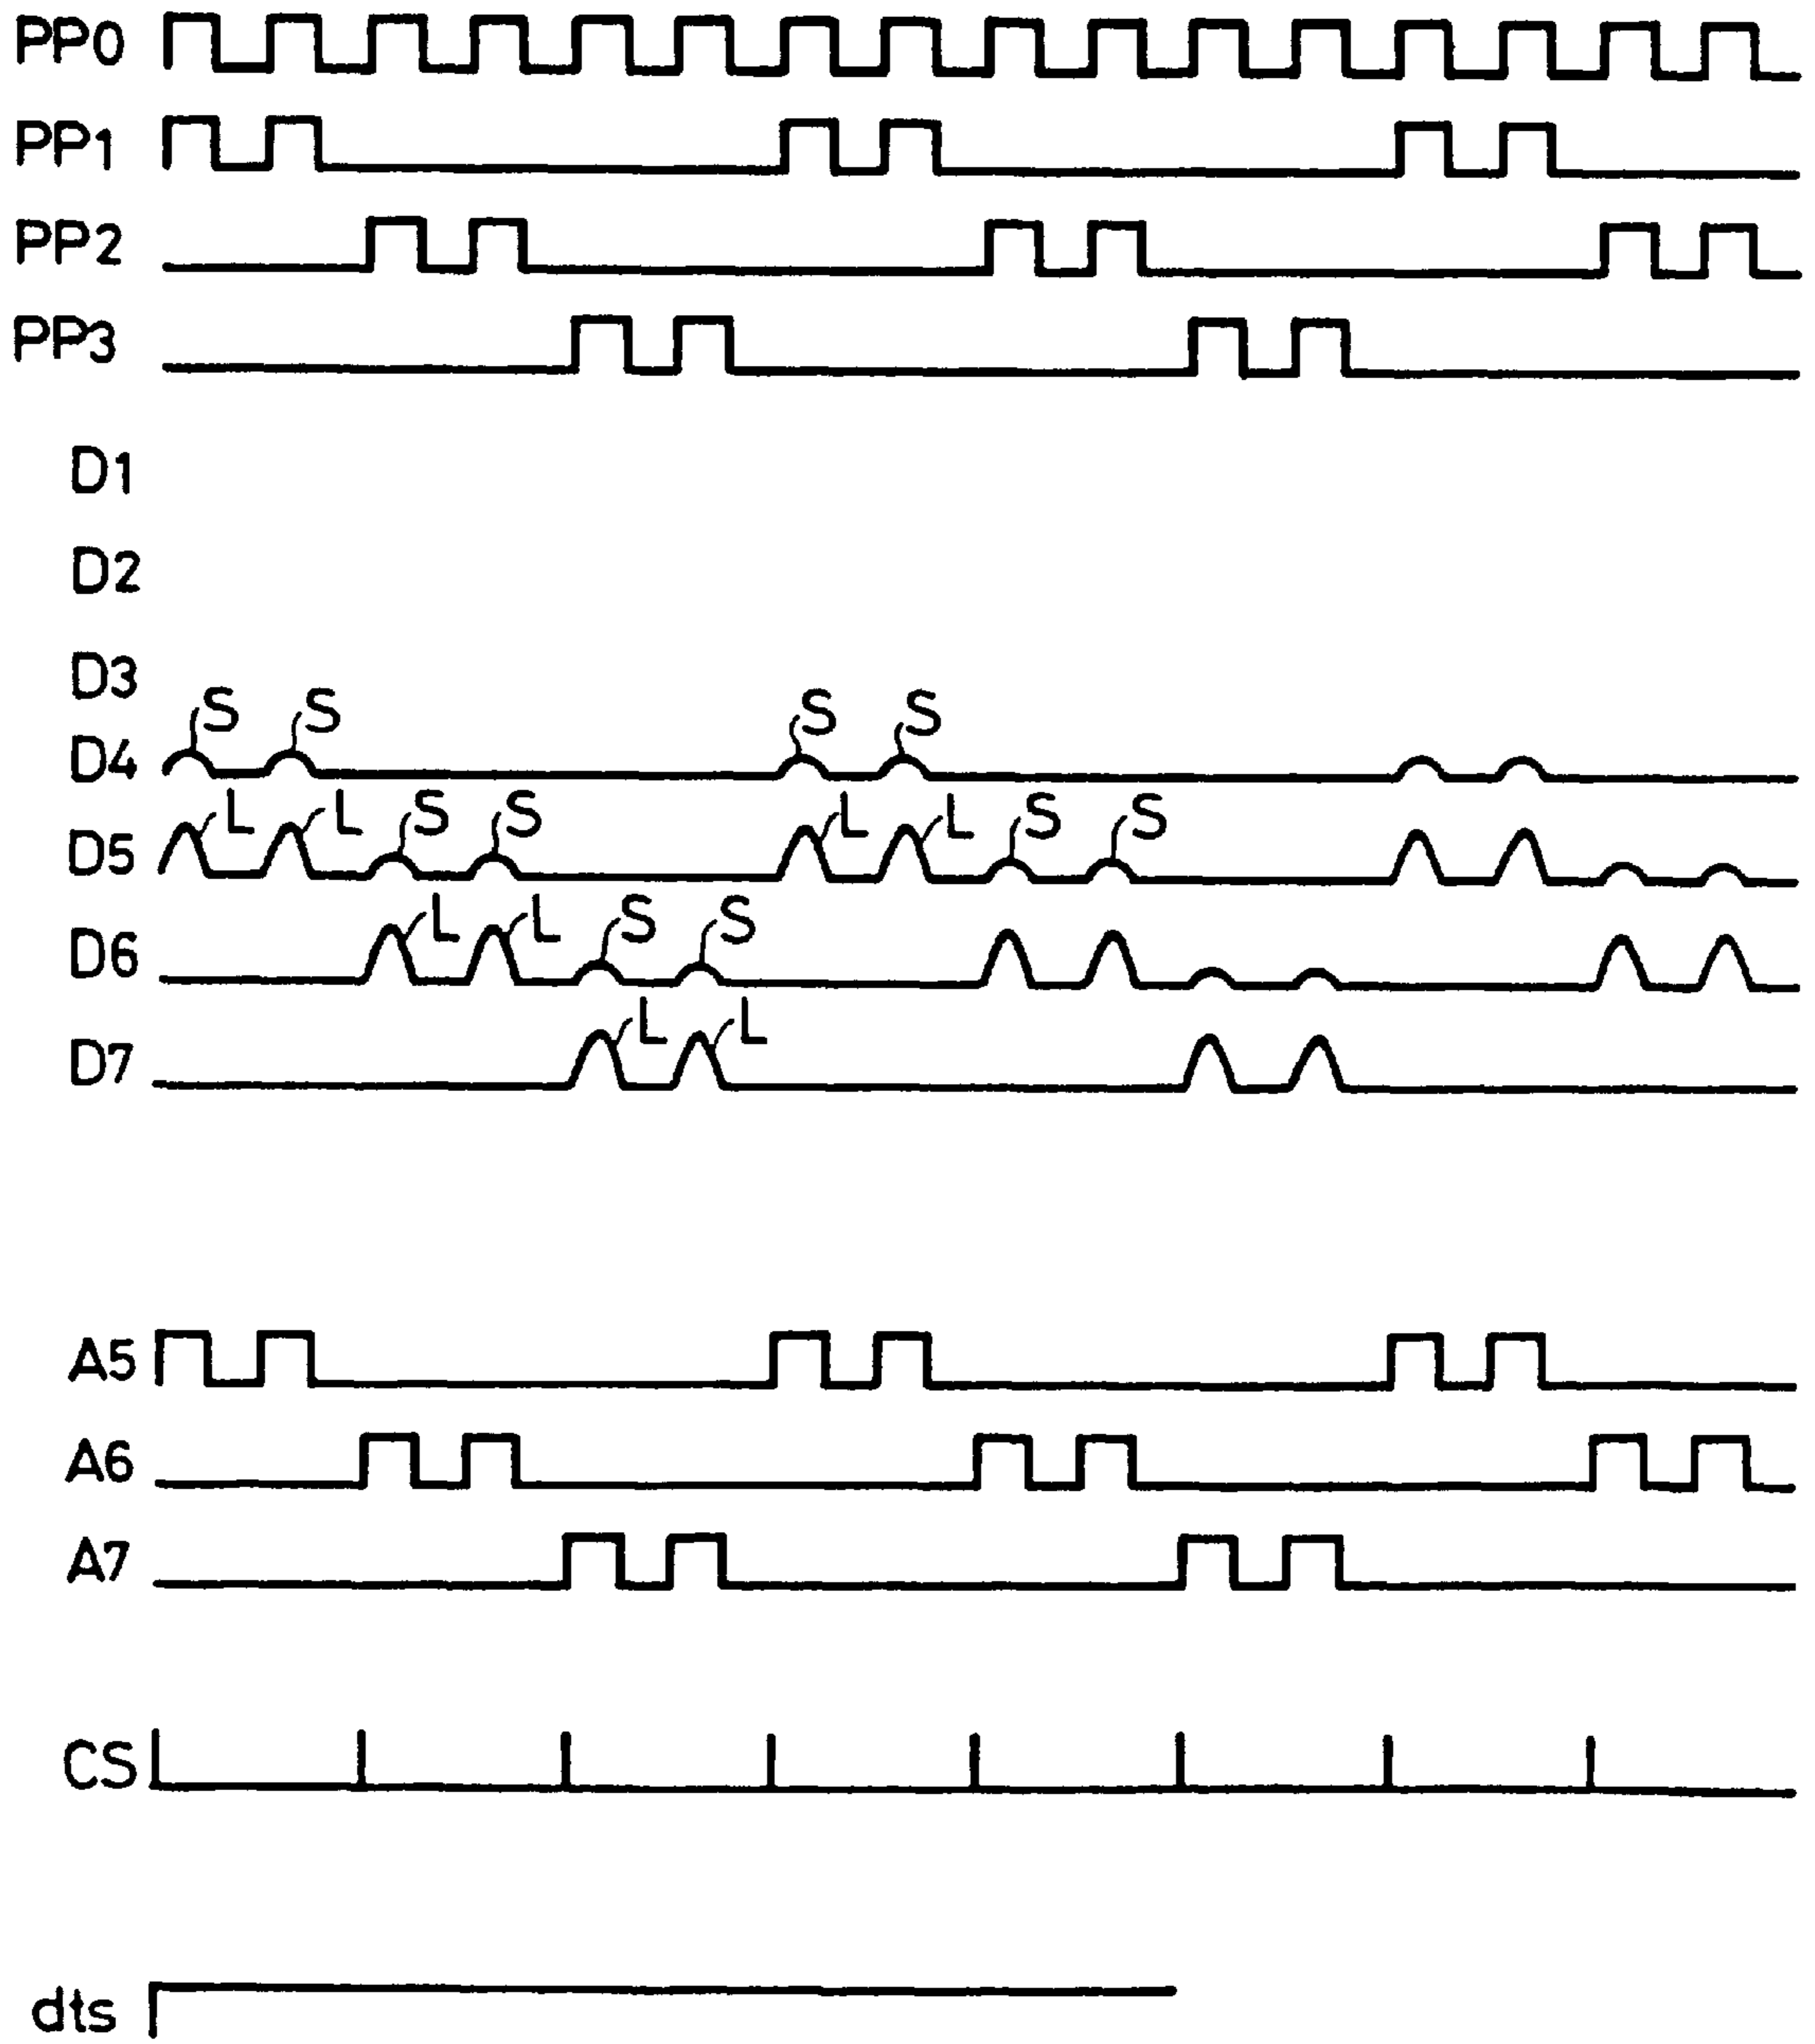 PP0
PP1
PP2
PP3
D1
D2
D3
S S S S
D4
L L S S L L S S
D5
L L S S
D6
L L
D7
A5
A6
A7
CS
dts